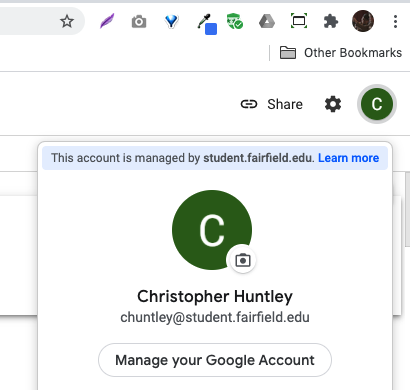 Other Bookmarks
Share
C
This account is managed by student.fairfield.edu. Learn more
C
Christopher Huntley
chuntley@student.fairfield.edu
Manage your Google Account